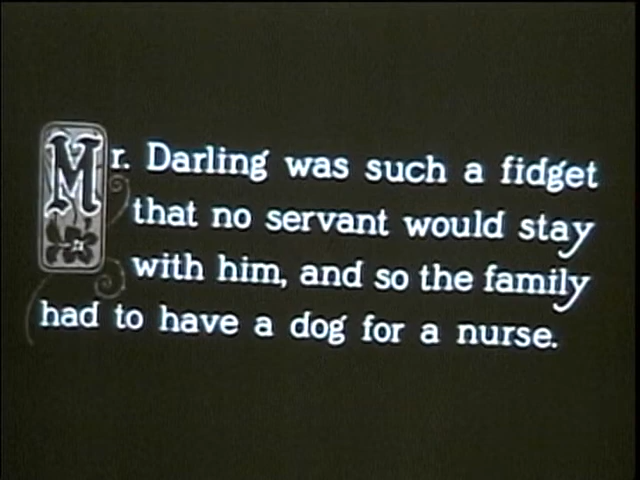 Mr. Darling was such a fidget
that no servant would stay
with him, and so the family
had to have a dog for a nurse.